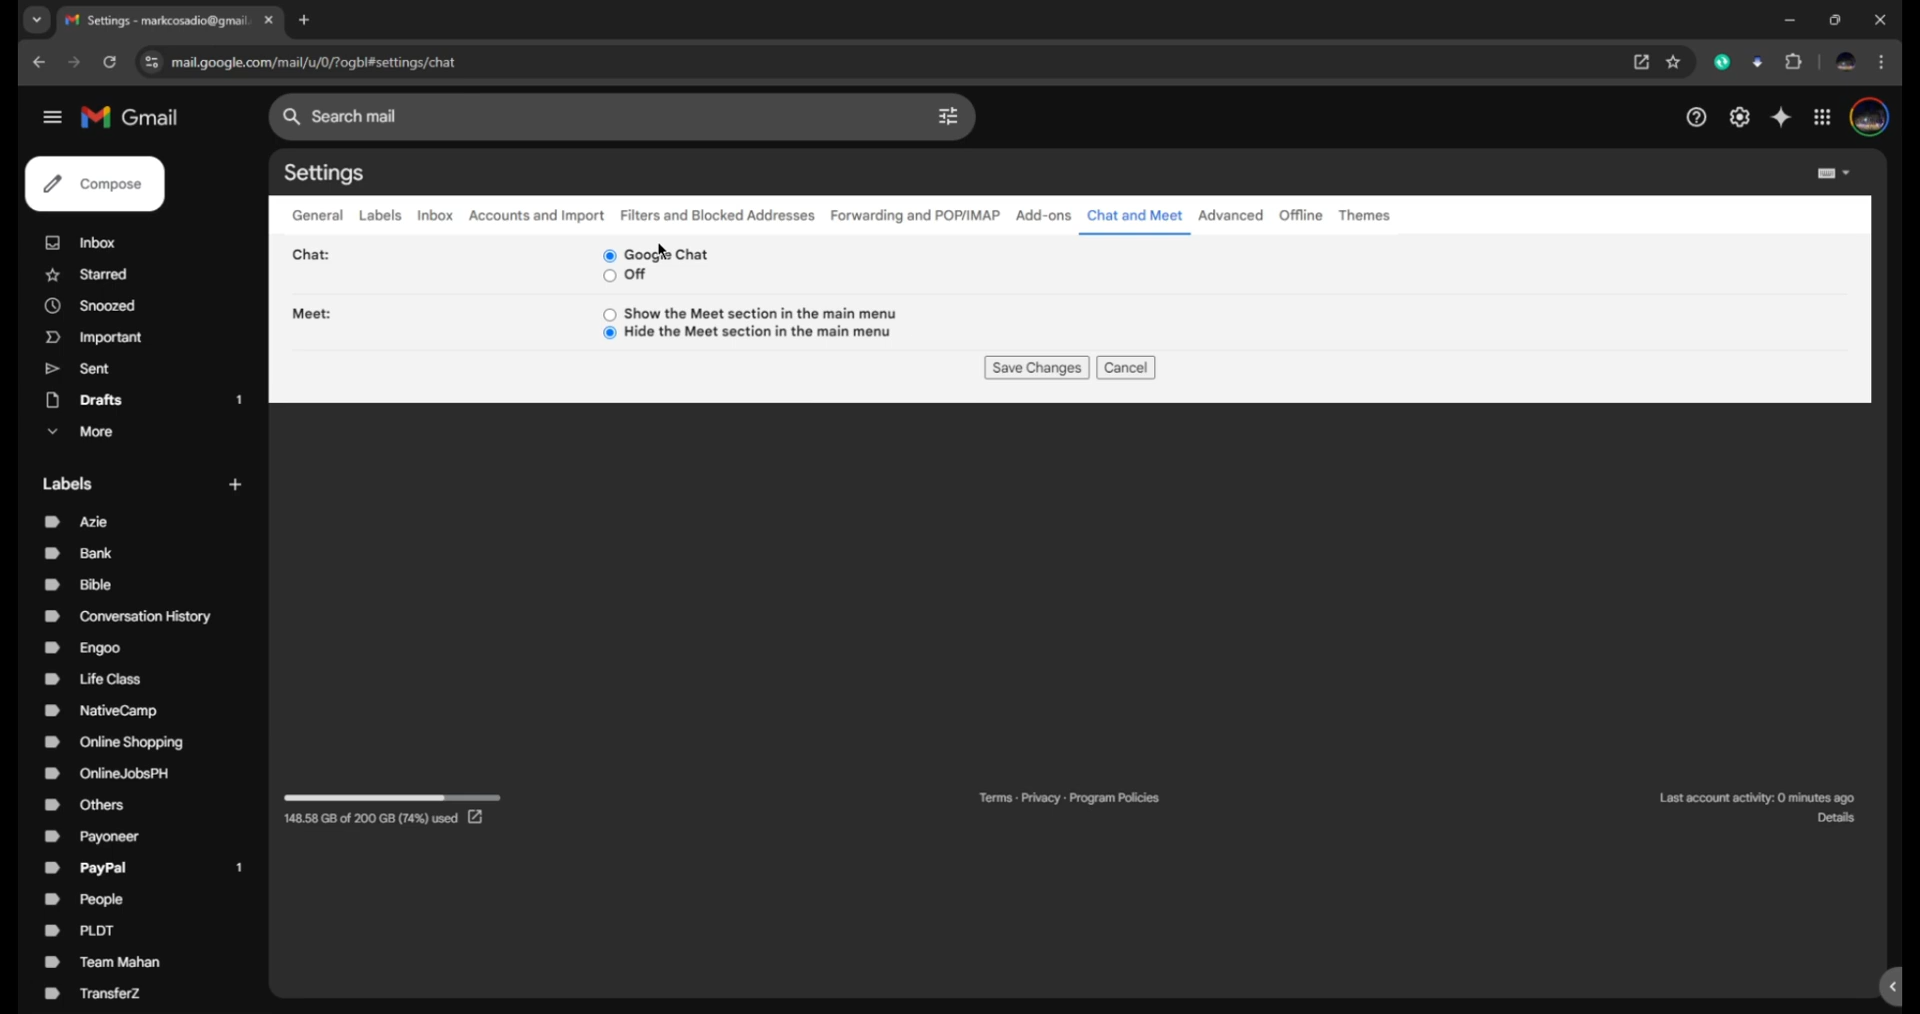 Settings - markcosadio@gmail.
mail.google.com/mail/u/0/?ogbl#settings/chat
Gmail
Search mail
Compose
Settings
General Labels Inbox Accounts and Import Filters and Blocked Addresses Forwarding and POP/IMAP Add-ons Chat and Meet Advanced Offline Themes
Inbox
Chat: Google Chat
Off
Starred
Snoozed
Meet: Show the Meet section in the main menu
Hide the Meet section in the main menu
Important
Sent
Save Changes Cancel
Drafts 1
More
Labels +
Azie
Bank
Bible
Conversation History
Engoo
Life Class
NativeCamp
Online Shopping
OnlineJobsPH
Others
Payoneer
PayPal 1
People
PLDT
Team Mahan
TransferZ
148.58 GB of 200 GB (74%) used
Terms · Privacy · Program Policies
Last account activity: 0 minutes ago
Details